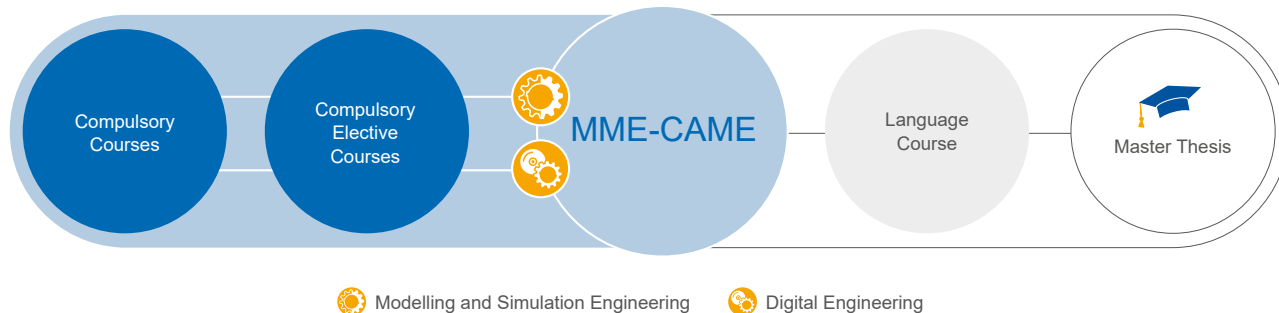 Compulsory
Courses
Compulsory
Elective
Courses
MME-CAME
Language
Course
Master Thesis
Modelling and Simulation Engineering
Digital Engineering